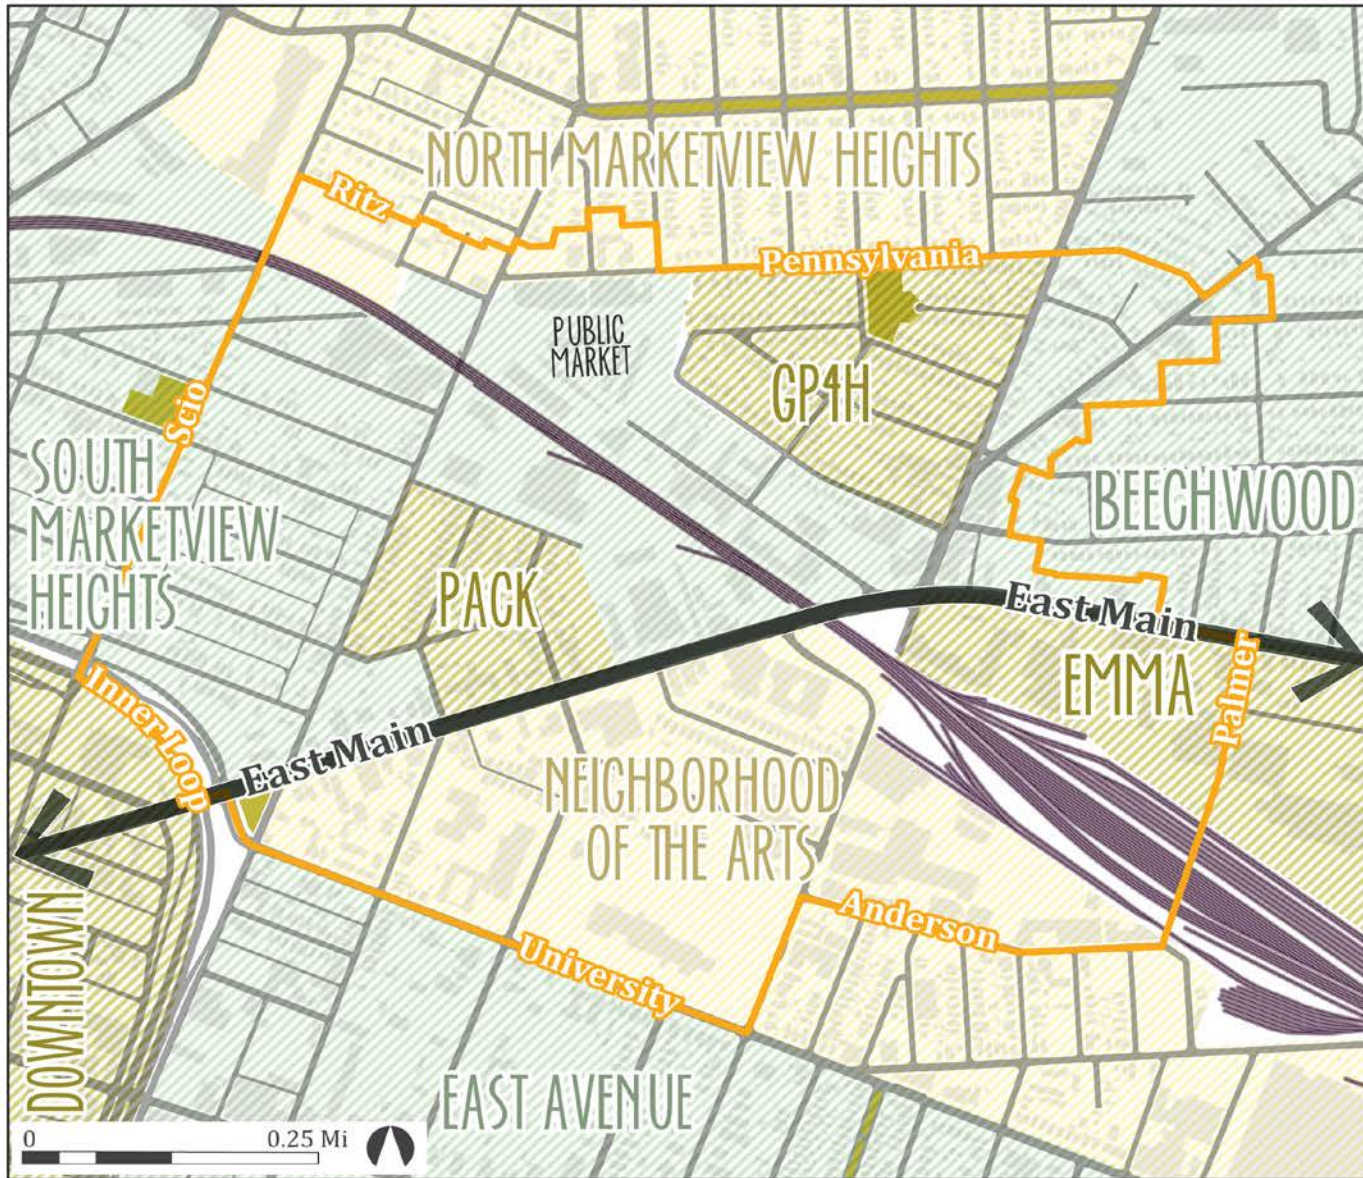 NORTH MARKETVIEW HEIGHTS
Ritz
Pennsylvania
PUBLIC
MARKET
GP4H
Scio
SOUTH
MARKETVIEW
HEIGHTS
BEECHWOOD
PACK
East Main
EMMA
Palmer
Inner Loop
East Main
NEIGHBORHOOD
OF THE ARTS
Anderson
University
DOWNTOWN
EAST AVENUE
0 0.25 Mi